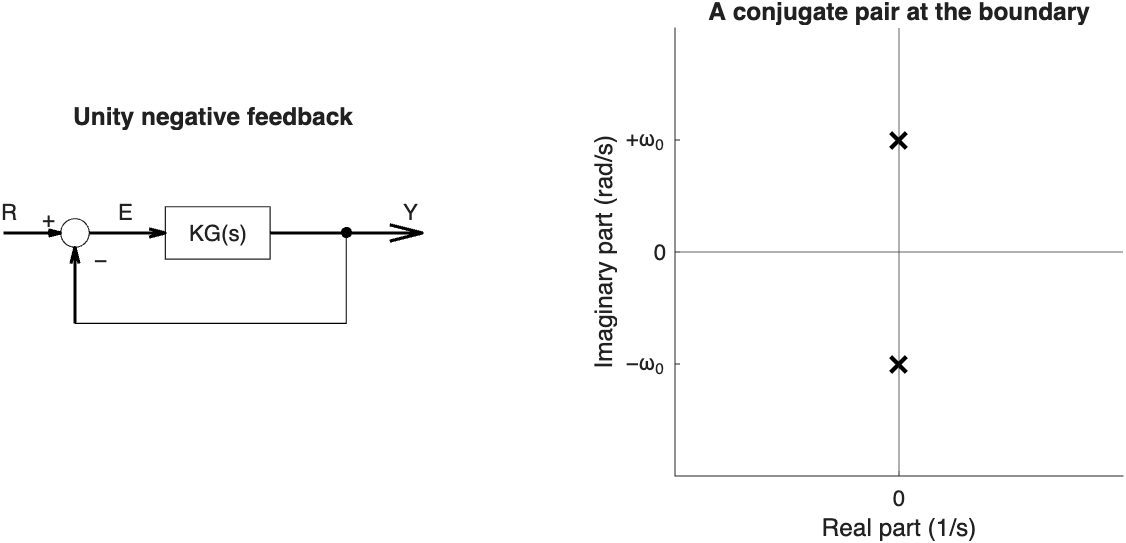 Unity negative feedback
R
+
E
KG(s)
Y
−
A conjugate pair at the boundary
Imaginary part (rad/s)
+ω₀
0
−ω₀
0
Real part (1/s)